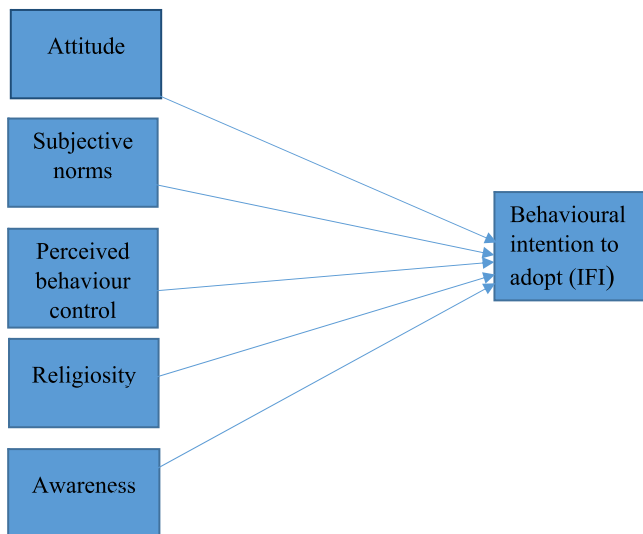 Attitude
Subjective
norms
Perceived
behaviour
control
Religiosity
Awareness
Behavioural
intention to
adopt (IFI)